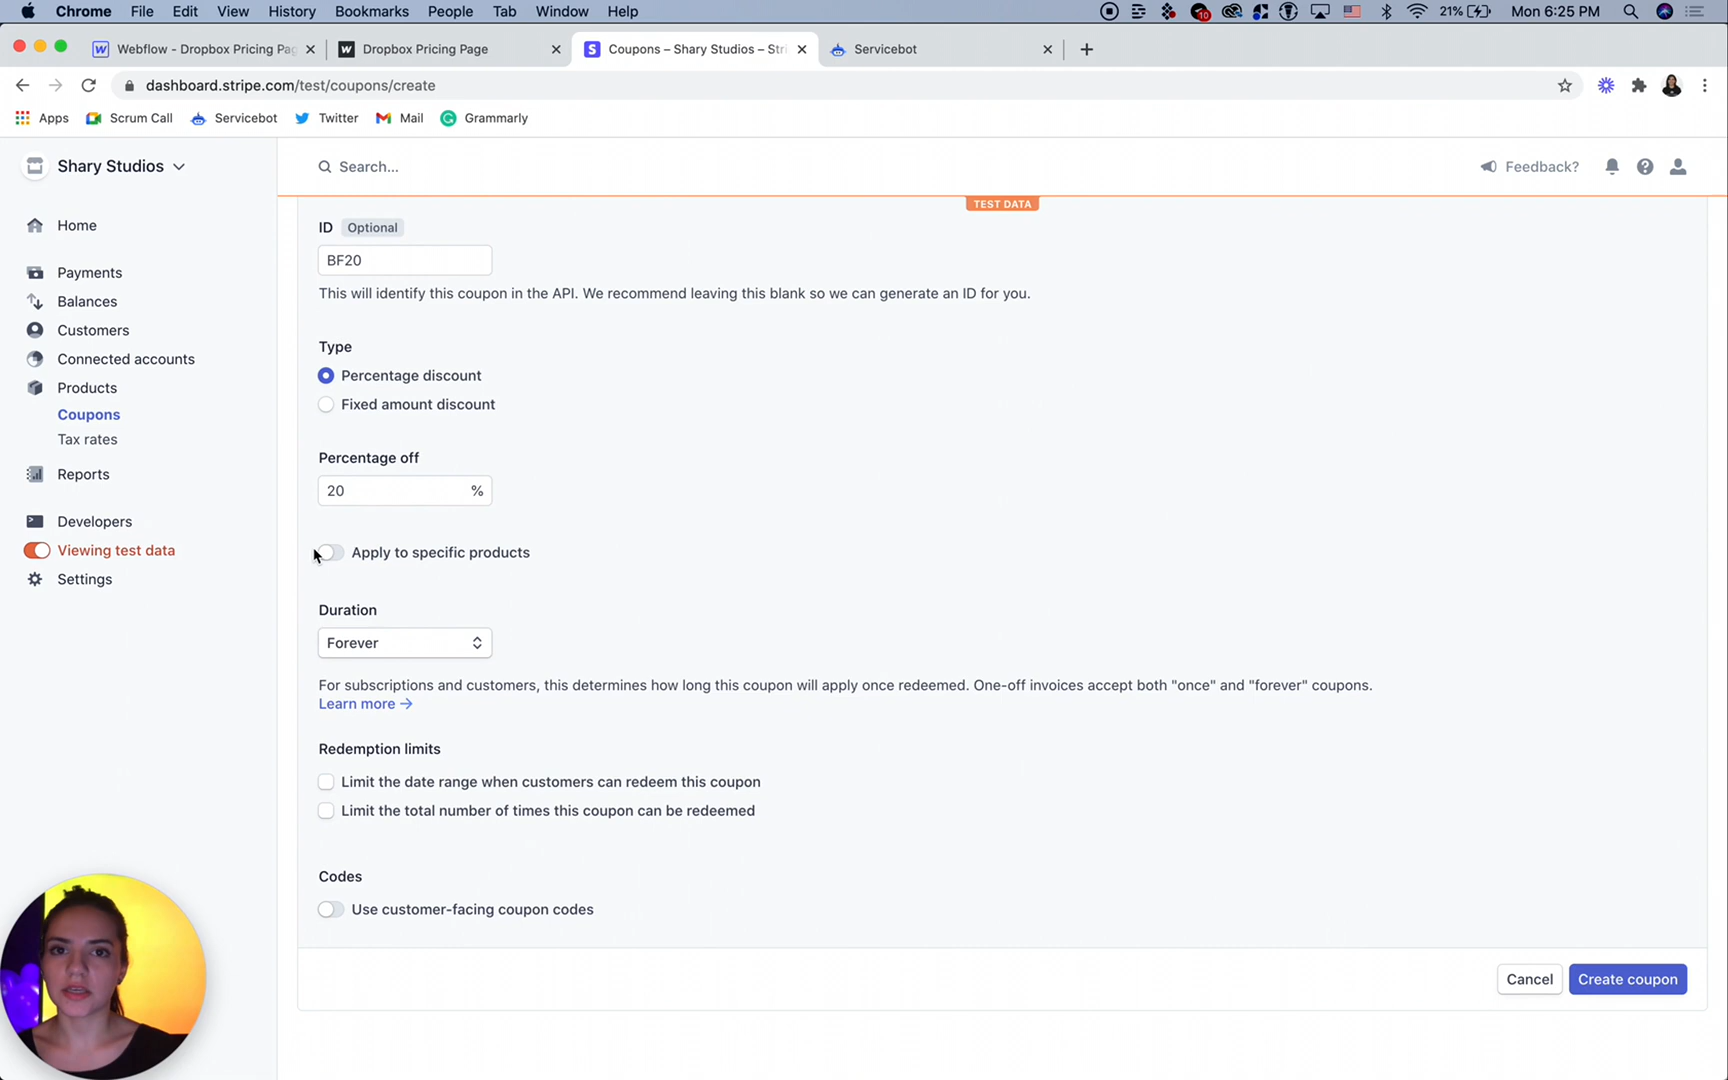 Chrome File Edit View History Bookmarks People Tab Window Help 10 21% Mon 6:25 PM
Webflow - Dropbox Pricing Pag Dropbox Pricing Page Coupons – Shary Studios – Stri Servicebot
dashboard.stripe.com/test/coupons/create
Apps Scrum Call Servicebot Twitter Mail Grammarly
Shary Studios Search... Feedback?
TEST DATA
Home
Payments
Balances
Customers
Connected accounts
Products
Coupons
Tax rates
Reports
Developers
Viewing test data
Settings
ID Optional
BF20
This will identify this coupon in the API. We recommend leaving this blank so we can generate an ID for you.
Type
Percentage discount
Fixed amount discount
Percentage off
20 %
Apply to specific products
Duration
Forever
For subscriptions and customers, this determines how long this coupon will apply once redeemed. One-off invoices accept both "once" and "forever" coupons.
Learn more →
Redemption limits
Limit the date range when customers can redeem this coupon
Limit the total number of times this coupon can be redeemed
Codes
Use customer-facing coupon codes
Cancel Create coupon